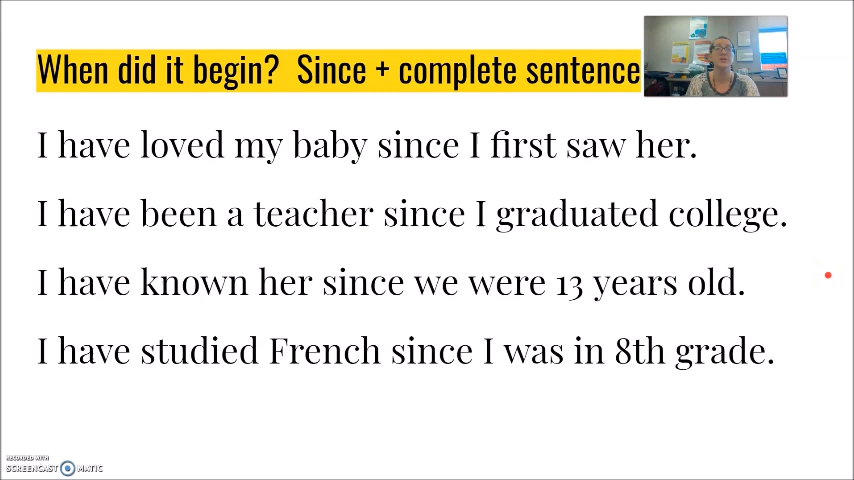 When did it begin? Since + complete sentence
I have loved my baby since I first saw her.
I have been a teacher since I graduated college.
I have known her since we were 13 years old.
I have studied French since I was in 8th grade.
RECORDED WITH
SCREENCAST MATIC